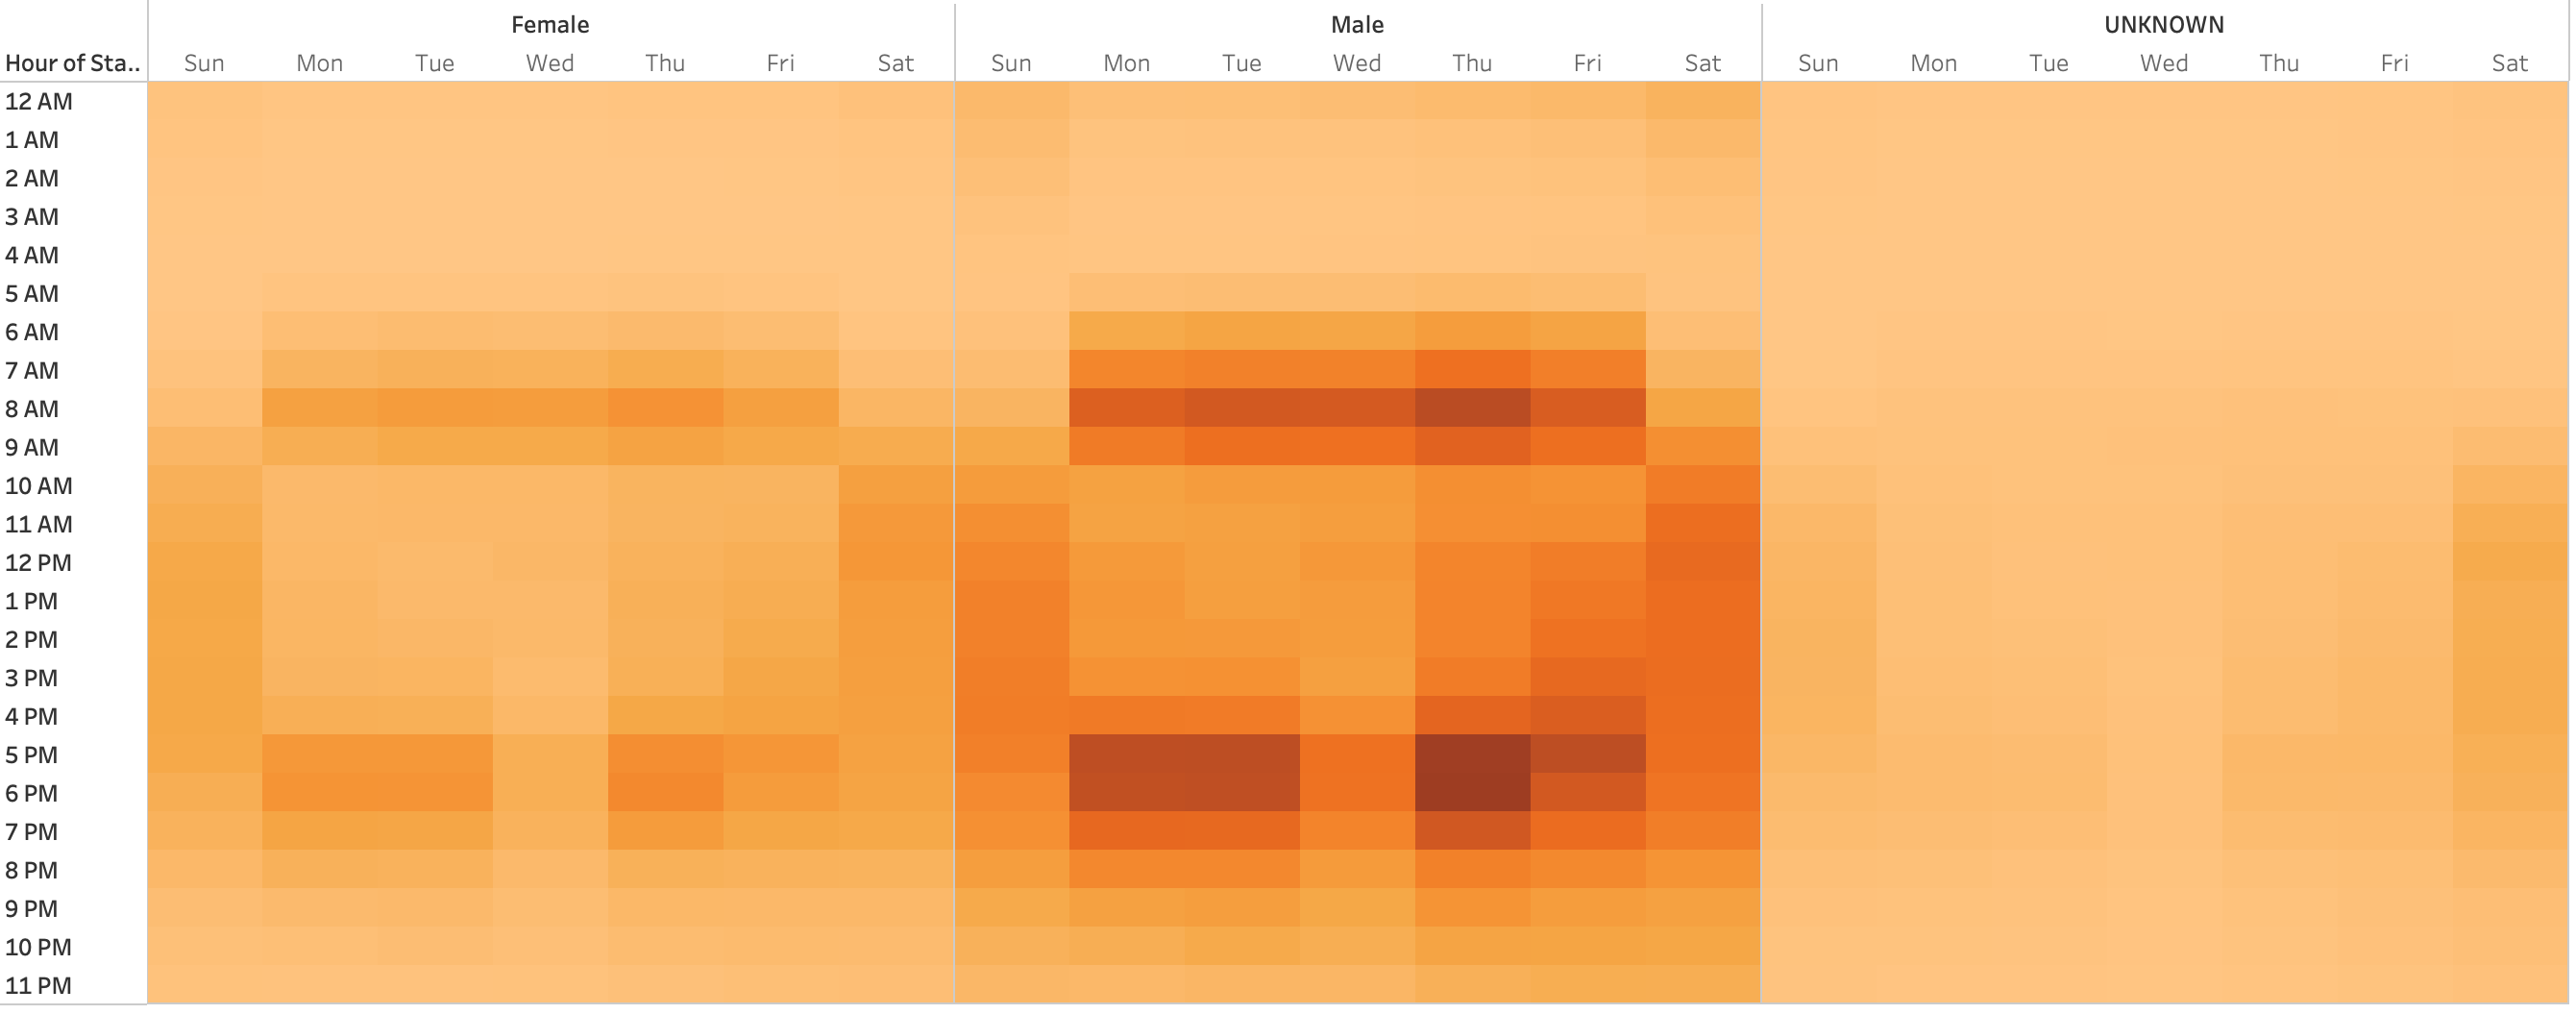 Female Male UNKNOWN
Hour of Sta.. Sun Mon Tue Wed Thu Fri Sat Sun Mon Tue Wed Thu Fri Sat Sun Mon Tue Wed Thu Fri Sat
12 AM
1 AM
2 AM
3 AM
4 AM
5 AM
6 AM
7 AM
8 AM
9 AM
10 AM
11 AM
12 PM
1 PM
2 PM
3 PM
4 PM
5 PM
6 PM
7 PM
8 PM
9 PM
10 PM
11 PM